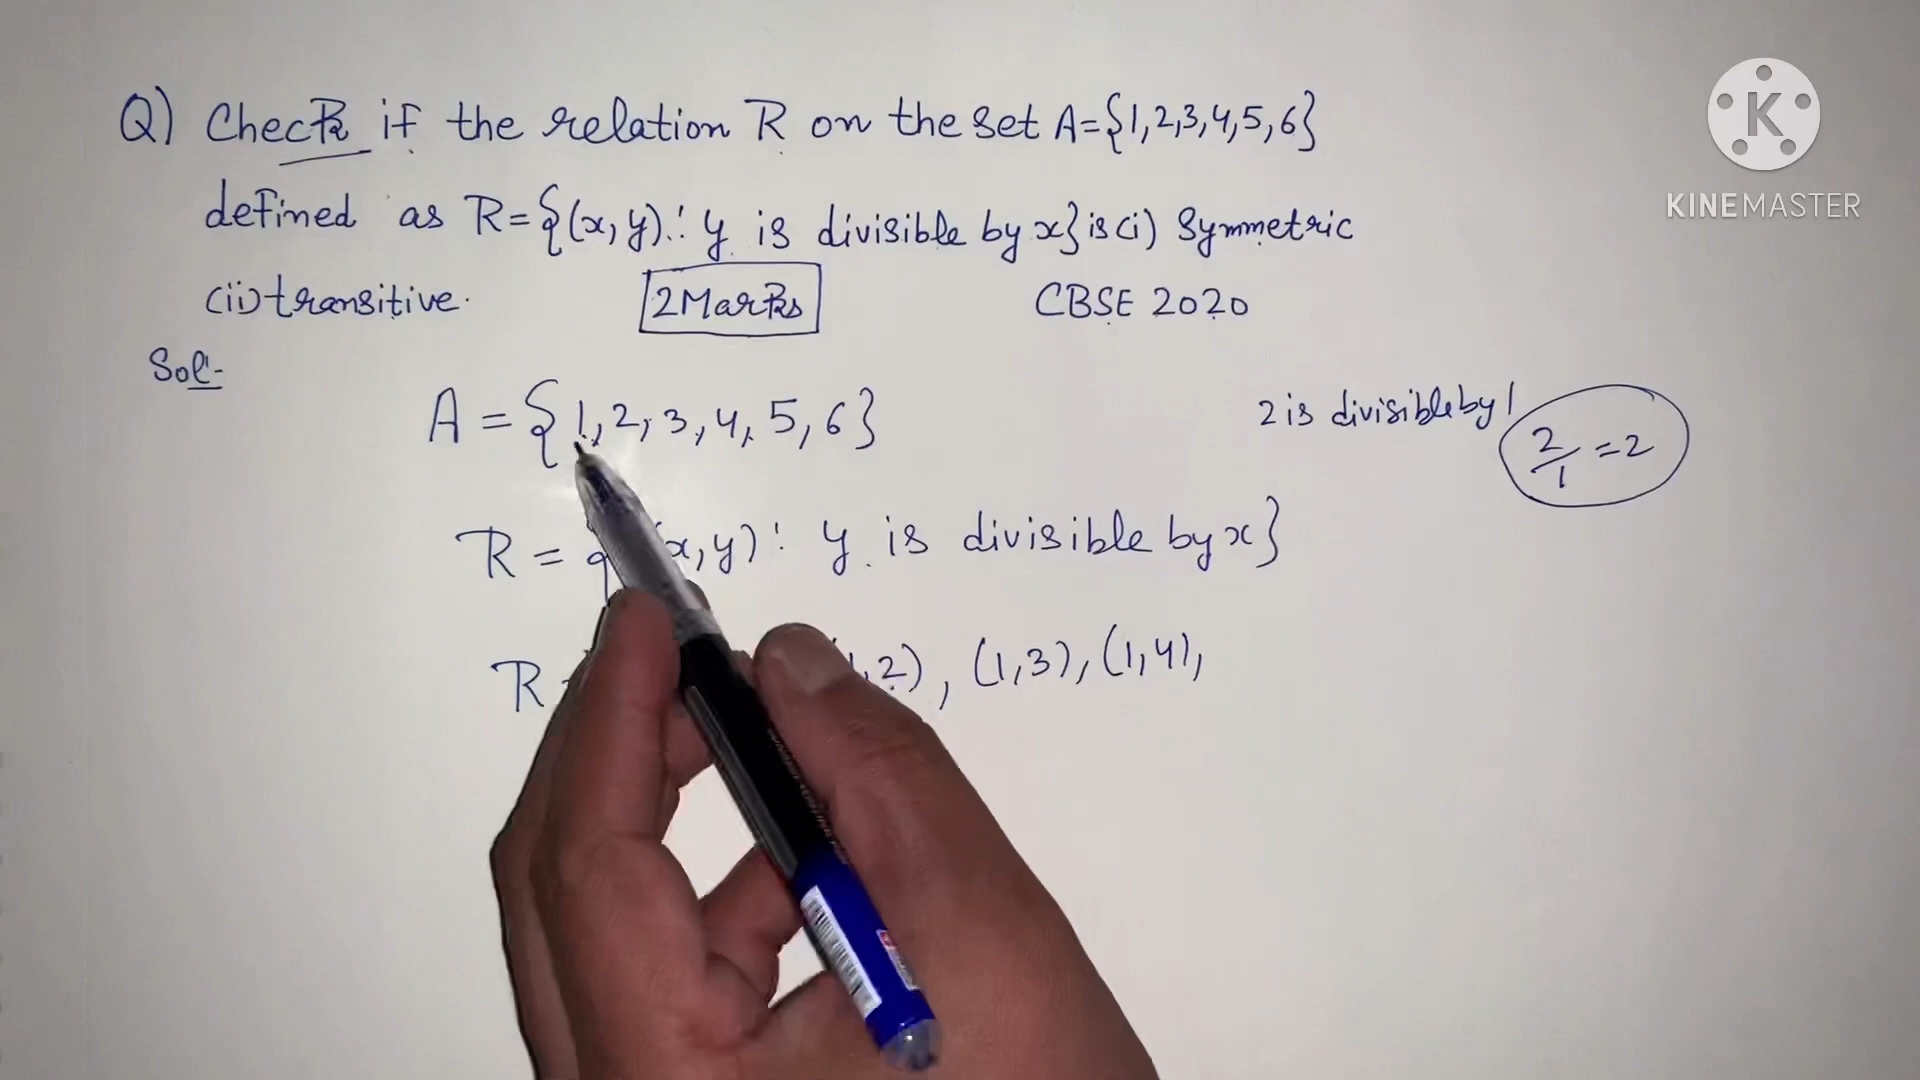 Q) Check if the relation R on the set A={1,2,3,4,5,6}
defined as R={(x,y): y is divisible by x} is (i) Symmetric
(ii) transitive.
2 Marks
CBSE 2020
Sol:-
A = {1,2,3,4,5,6}
2 is divisible by 1
2/1 = 2
R = {(x,y): y is divisible by x}
R ,2), (1,3), (1,4),
K
KINEMASTER